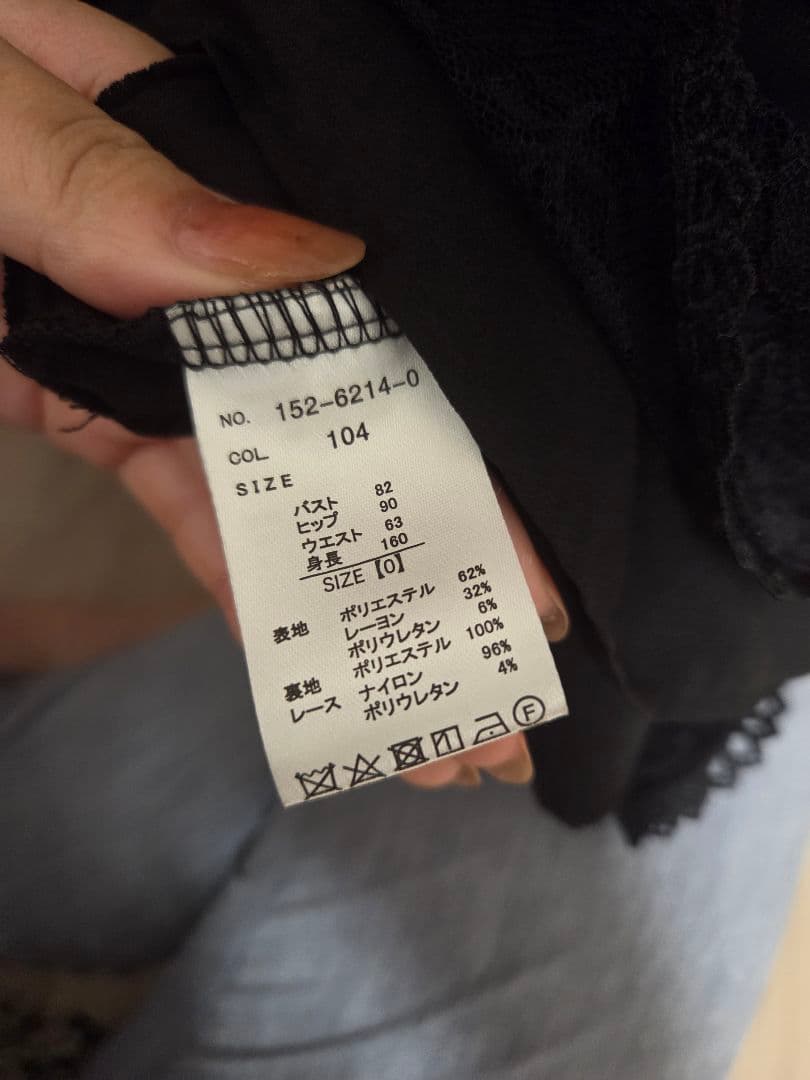 NO. 152-6214-0
COL 104
SIZE
バスト 82
ヒップ 90
ウエスト 63
身長 160
SIZE【0】
表地 ポリエステル 62%
レーヨン 32%
ポリウレタン 6%
裏地 ポリエステル 100%
レース ナイロン 96%
ポリウレタン 4%
F